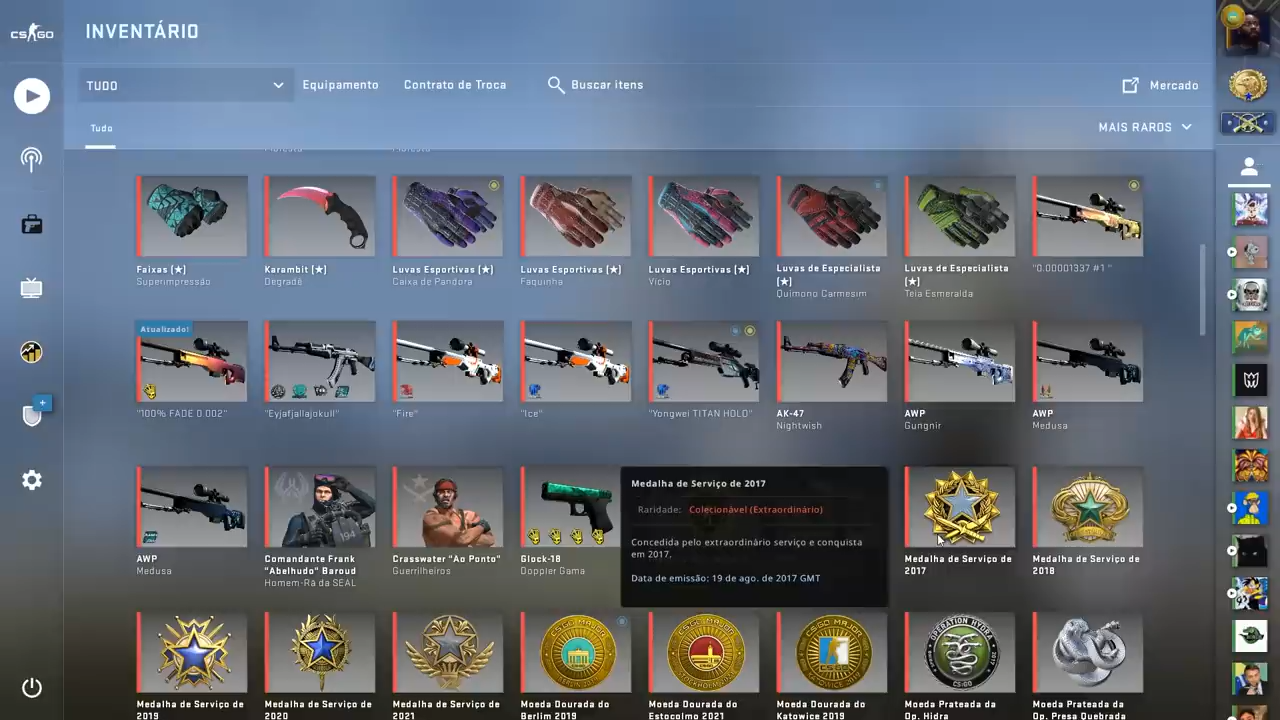 CS:GO
INVENTÁRIO
TUDO
Equipamento
Contrato de Troca
Buscar itens
Mercado
Tudo
MAIS RAROS
Faixas (★)
Superimpressão
Karambit (★)
Degradê
Luvas Esportivas (★)
Caixa de Pandora
Luvas Esportivas (★)
Faquinha
Luvas Esportivas (★)
Vício
Luvas de Especialista
(★)
Quimono Carmesim
Luvas de Especialista
(★)
Teia Esmeralda
"0.00001337 #1 "
Atualizado!
"100% FADE 0.002"
"Eyjafjallajokull"
"Fire"
"Ice"
"Yongwei TITAN HOLO"
AK-47
Nightwish
AWP
Gungnir
AWP
Medusa
AWP
Medusa
194
Comandante Frank
"Abelhudo" Baroud
Homem-Rã da SEAL
Crasswater "Ao Ponto"
Guerrilheiros
Glock-18
Doppler Gama
Medalha de Serviço de 2017
Raridade: Colecionável (Extraordinário)
Concedida pelo extraordinário serviço e conquista
em 2017.
Data de emissão: 19 de ago. de 2017 GMT
Medalha de Serviço de
2017
Medalha de Serviço de
2018
Medalha de Serviço de
2019
Medalha de Serviço de
2020
Medalha de Serviço de
2021
Moeda Dourada do
Berlim 2019
Moeda Dourada do
Estocolmo 2021
Moeda Dourada do
Katowice 2019
OPERATION HYDRA
CS:GO
Moeda Prateada da
Op. Hidra
Moeda Prateada da
Op. Presa Quebrada